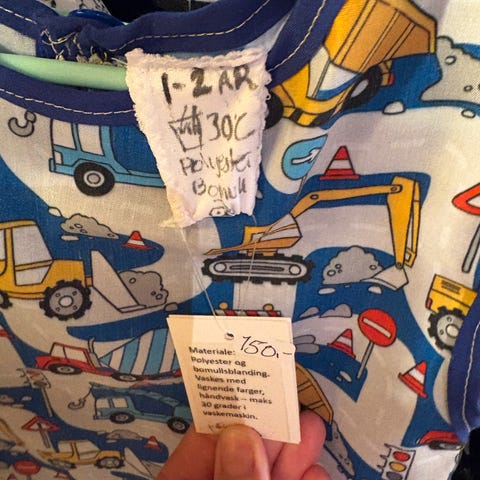 1-2 ÅR
30C
Polyester
Bomull
150,-
Materiale:
Polyester og
bomullsblanding.
Vaskes med
lignende farger,
håndvask – maks
30 grader i
vaskemaskin.